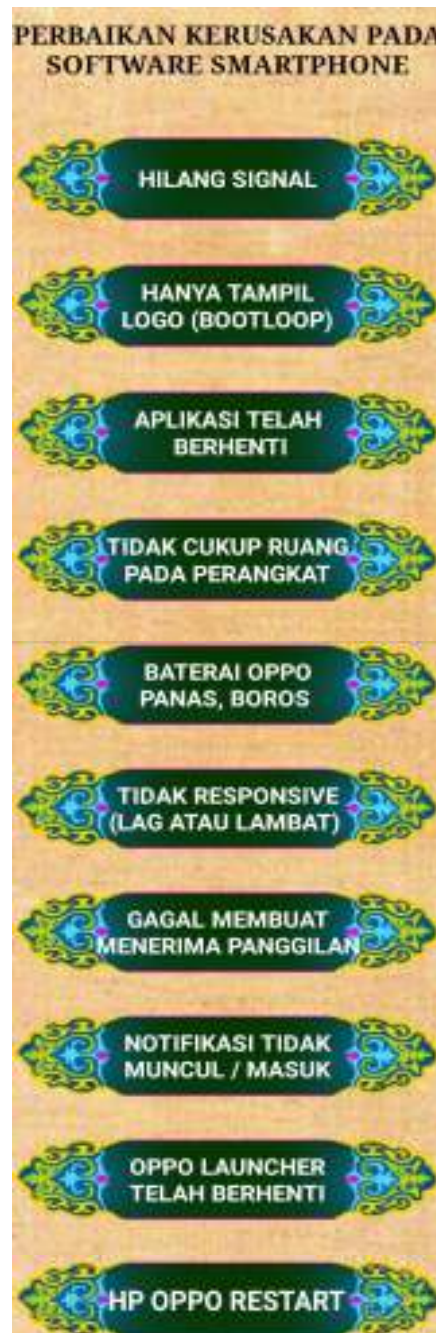 PERBAIKAN KERUSAKAN PADA
SOFTWARE SMARTPHONE
HILANG SIGNAL
HANYA TAMPIL
LOGO (BOOTLOOP)
APLIKASI TELAH
BERHENTI
TIDAK CUKUP RUANG
PADA PERANGKAT
BATERAI OPPO
PANAS, BOROS
TIDAK RESPONSIVE
(LAG ATAU LAMBAT)
GAGAL MEMBUAT
MENERIMA PANGGILAN
NOTIFIKASI TIDAK
MUNCUL / MASUK
OPPO LAUNCHER
TELAH BERHENTI
HP OPPO RESTART